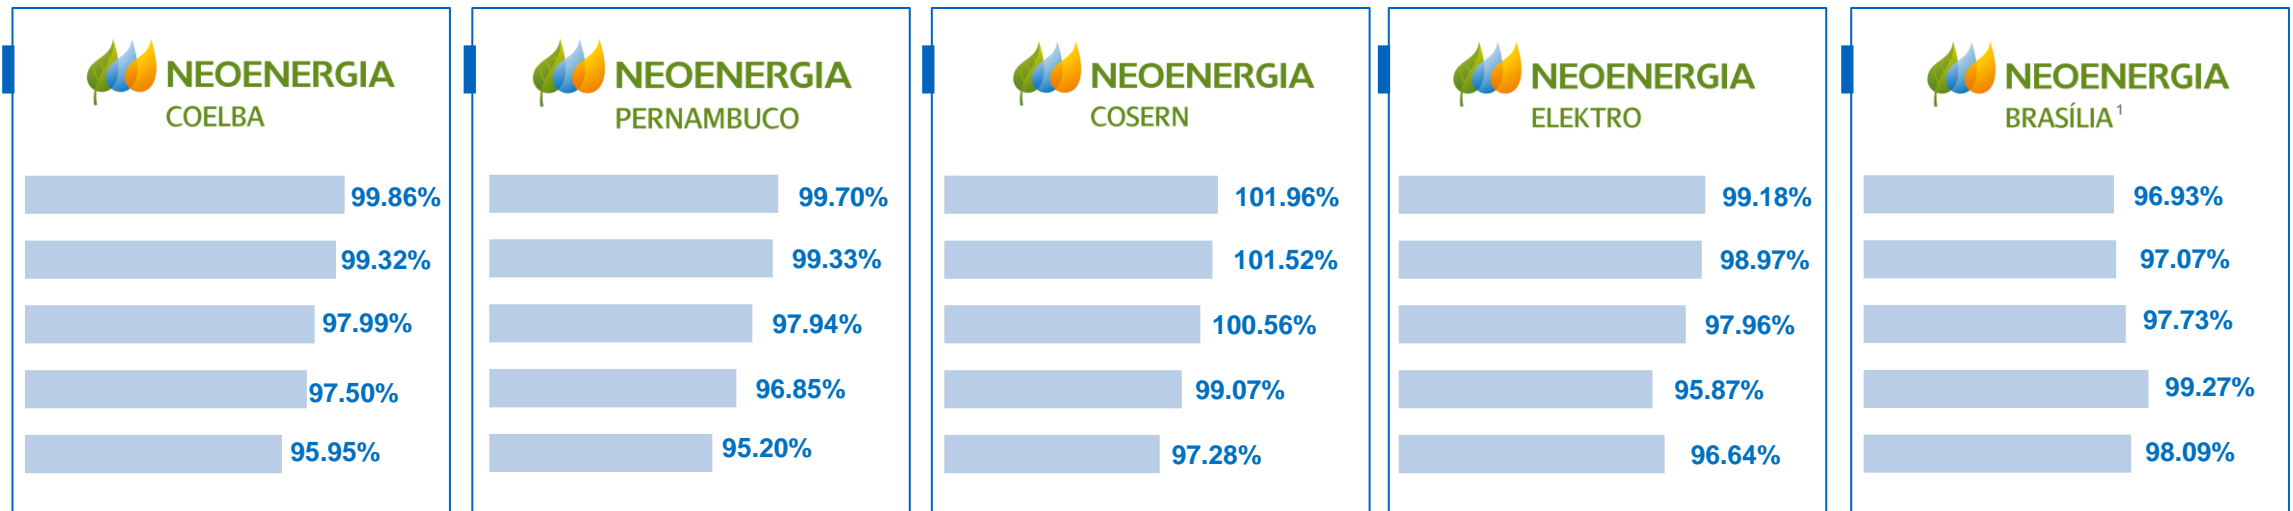 NEOENERGIA
COELBA
99.86%
99.32%
97.99%
97.50%
95.95%
NEOENERGIA
PERNAMBUCO
99.70%
99.33%
97.94%
96.85%
95.20%
NEOENERGIA
COSERN
101.96%
101.52%
100.56%
99.07%
97.28%
NEOENERGIA
ELEKTRO
99.18%
98.97%
97.96%
95.87%
96.64%
NEOENERGIA
BRASÍLIA¹
96.93%
97.07%
97.73%
99.27%
98.09%